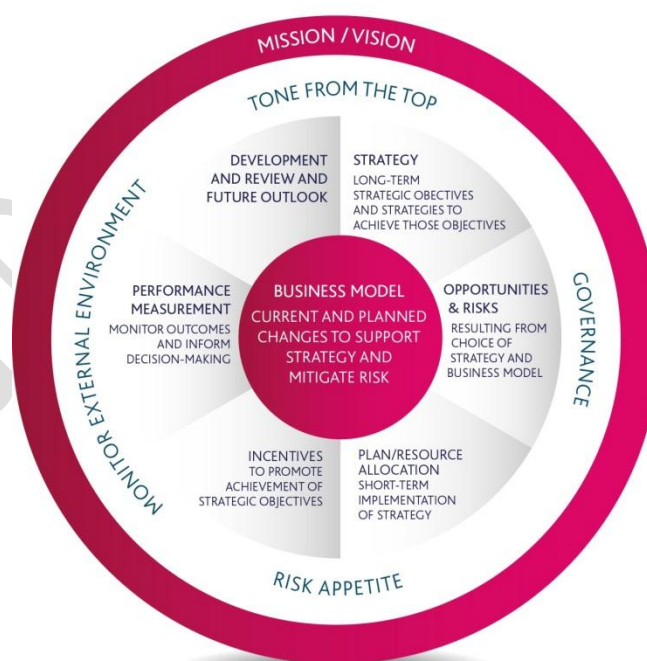 MISSION / VISION
TONE FROM THE TOP
DEVELOPMENT
AND REVIEW AND
FUTURE OUTLOOK
STRATEGY
LONG-TERM
STRATEGIC OBECTIVES
AND STRATEGIES TO
ACHIEVE THOSE OBJECTIVES
MONITOR EXTERNAL ENVIRONMENT
PERFORMANCE
MEASUREMENT
MONITOR OUTCOMES
AND INFORM
DECISION-MAKING
BUSINESS MODEL
CURRENT AND PLANNED
CHANGES TO SUPPORT
STRATEGY AND
MITIGATE RISK
OPPORTUNITIES
& RISKS
RESULTING FROM
CHOICE OF
STRATEGY AND
BUSINESS MODEL
GOVERNANCE
INCENTIVES
TO PROMOTE
ACHIEVEMENT OF
STRATEGIC OBJECTIVES
PLAN/RESOURCE
ALLOCATION
SHORT-TERM
IMPLEMENTATION
OF STRATEGY
RISK APPETITE